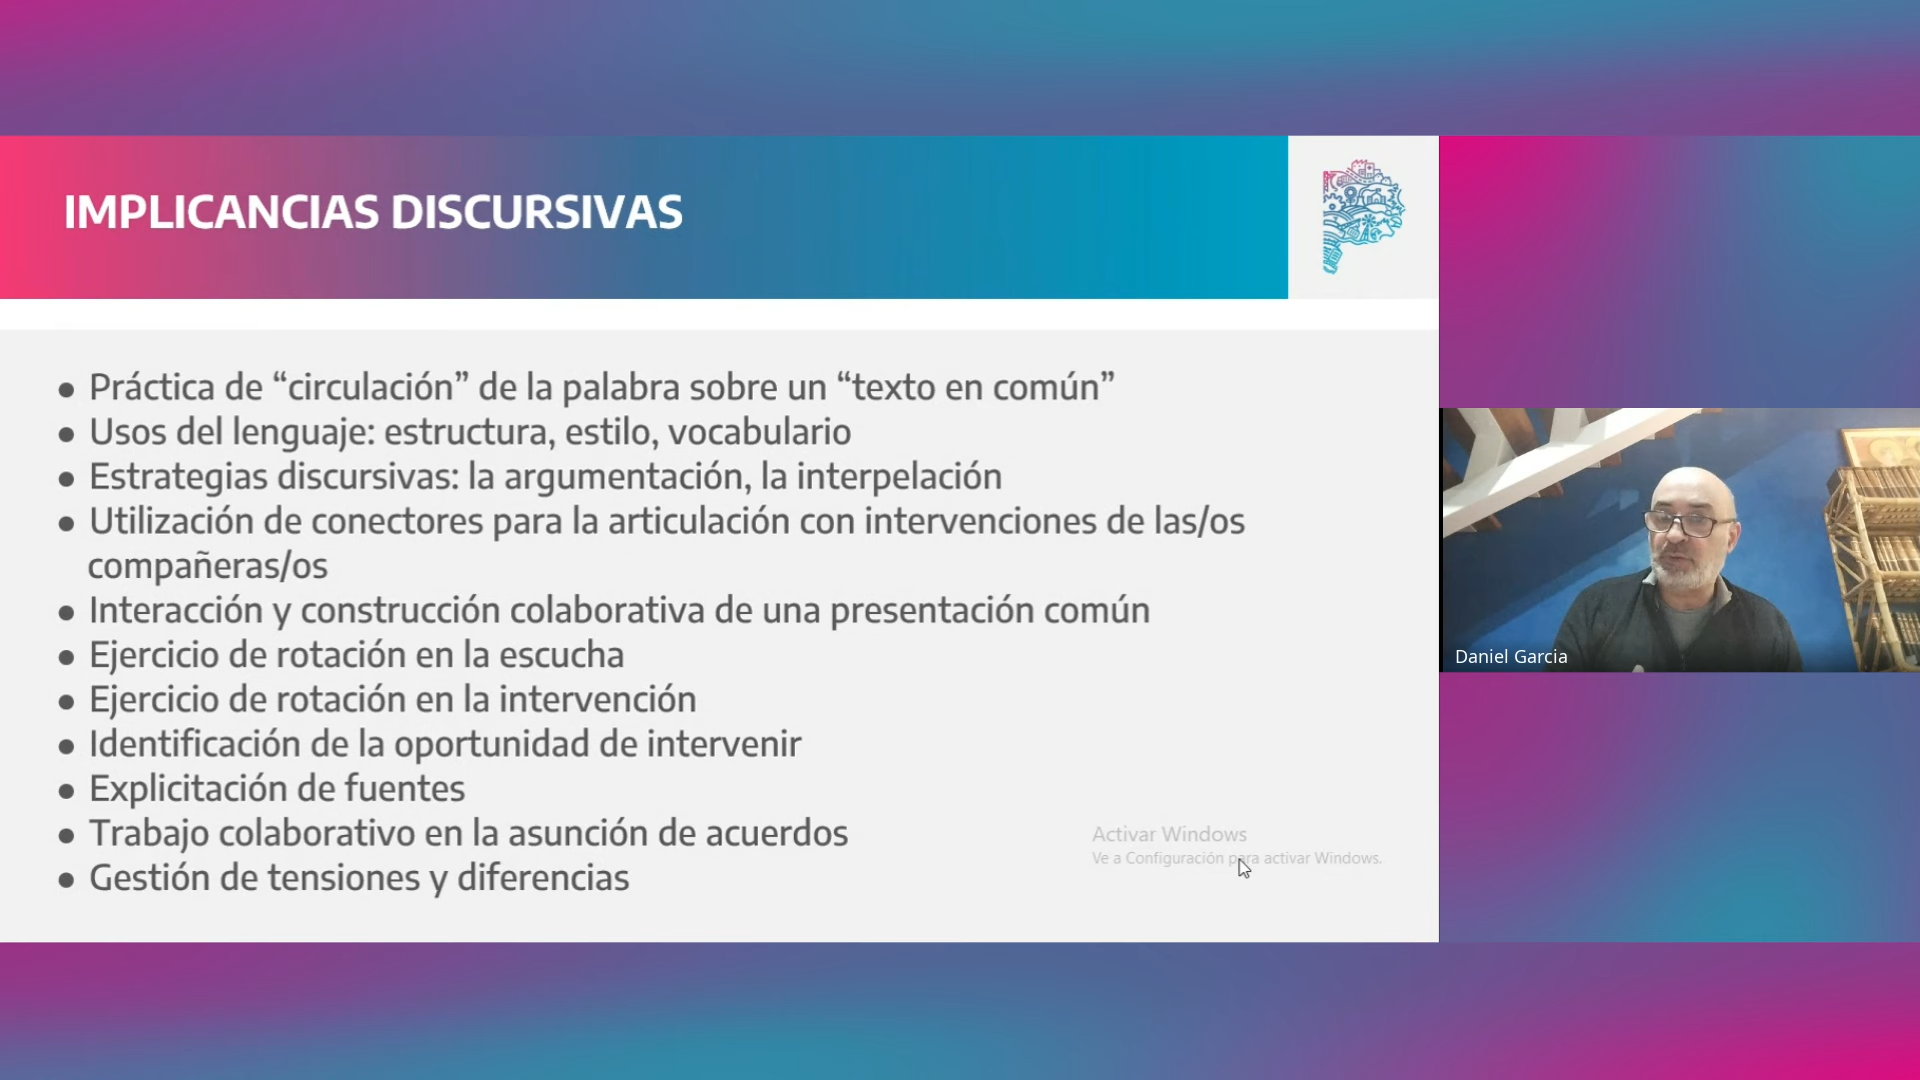 IMPLICANCIAS DISCURSIVAS
● Práctica de “circulación” de la palabra sobre un “texto en común”
● Usos del lenguaje: estructura, estilo, vocabulario
● Estrategias discursivas: la argumentación, la interpelación
● Utilización de conectores para la articulación con intervenciones de las/os
compañeras/os
● Interacción y construcción colaborativa de una presentación común
● Ejercicio de rotación en la escucha
● Ejercicio de rotación en la intervención
● Identificación de la oportunidad de intervenir
● Explicitación de fuentes
● Trabajo colaborativo en la asunción de acuerdos
● Gestión de tensiones y diferencias
Activar Windows
Ve a Configuración para activar Windows.
Daniel Garcia